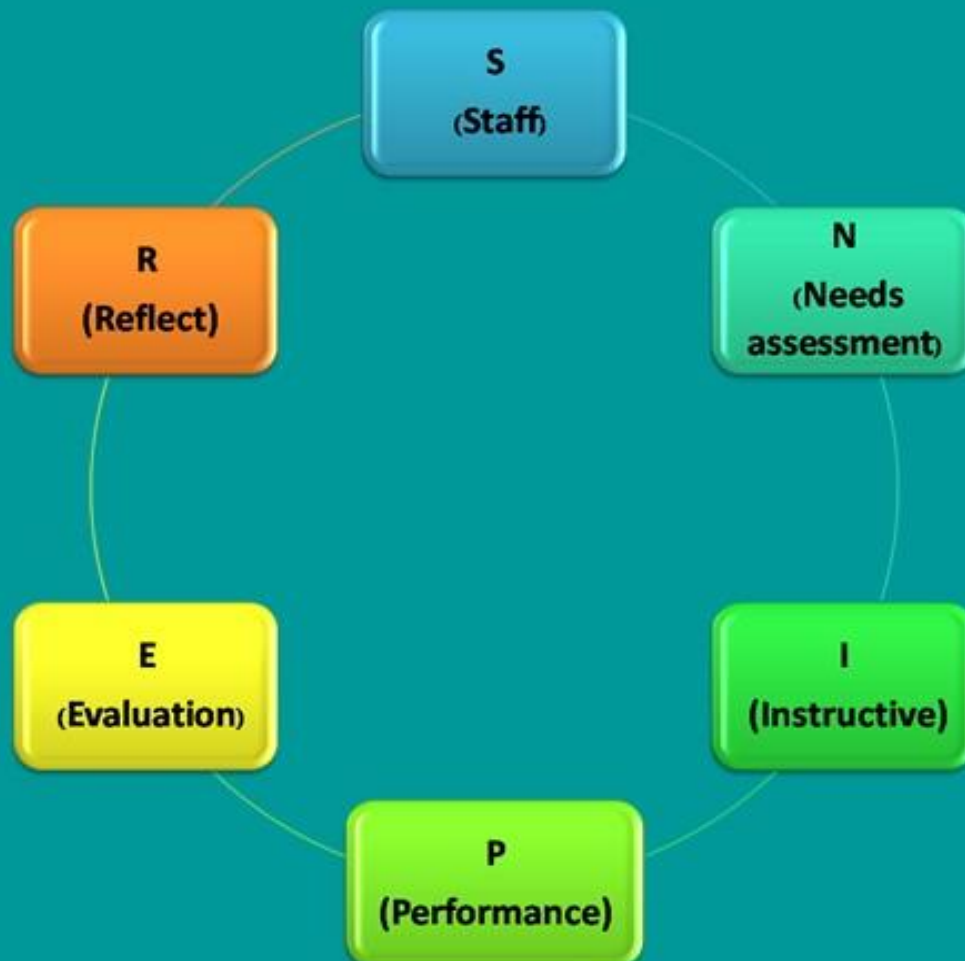 S
(Staff)
N
(Needs
assessment)
I
(Instructive)
P
(Performance)
E
(Evaluation)
R
(Reflect)